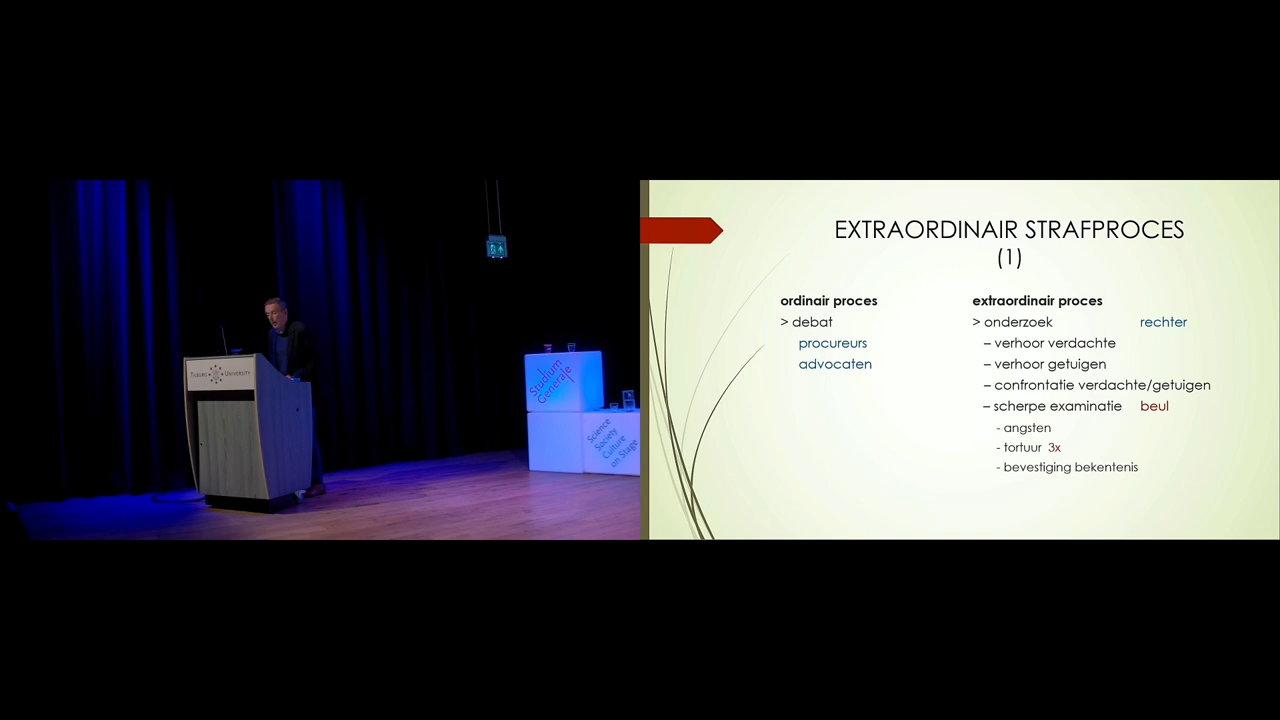 TILBURG UNIVERSITY
Studium
Generale
Science
Society
Culture
on Stage
EXTRAORDINAIR STRAFPROCES
(1)
ordinair proces
> debat
procureurs
advocaten
extraordinair proces
> onderzoek rechter
– verhoor verdachte
– verhoor getuigen
– confrontatie verdachte/getuigen
– scherpe examinatie beul
- angsten
- tortuur 3x
- bevestiging bekentenis